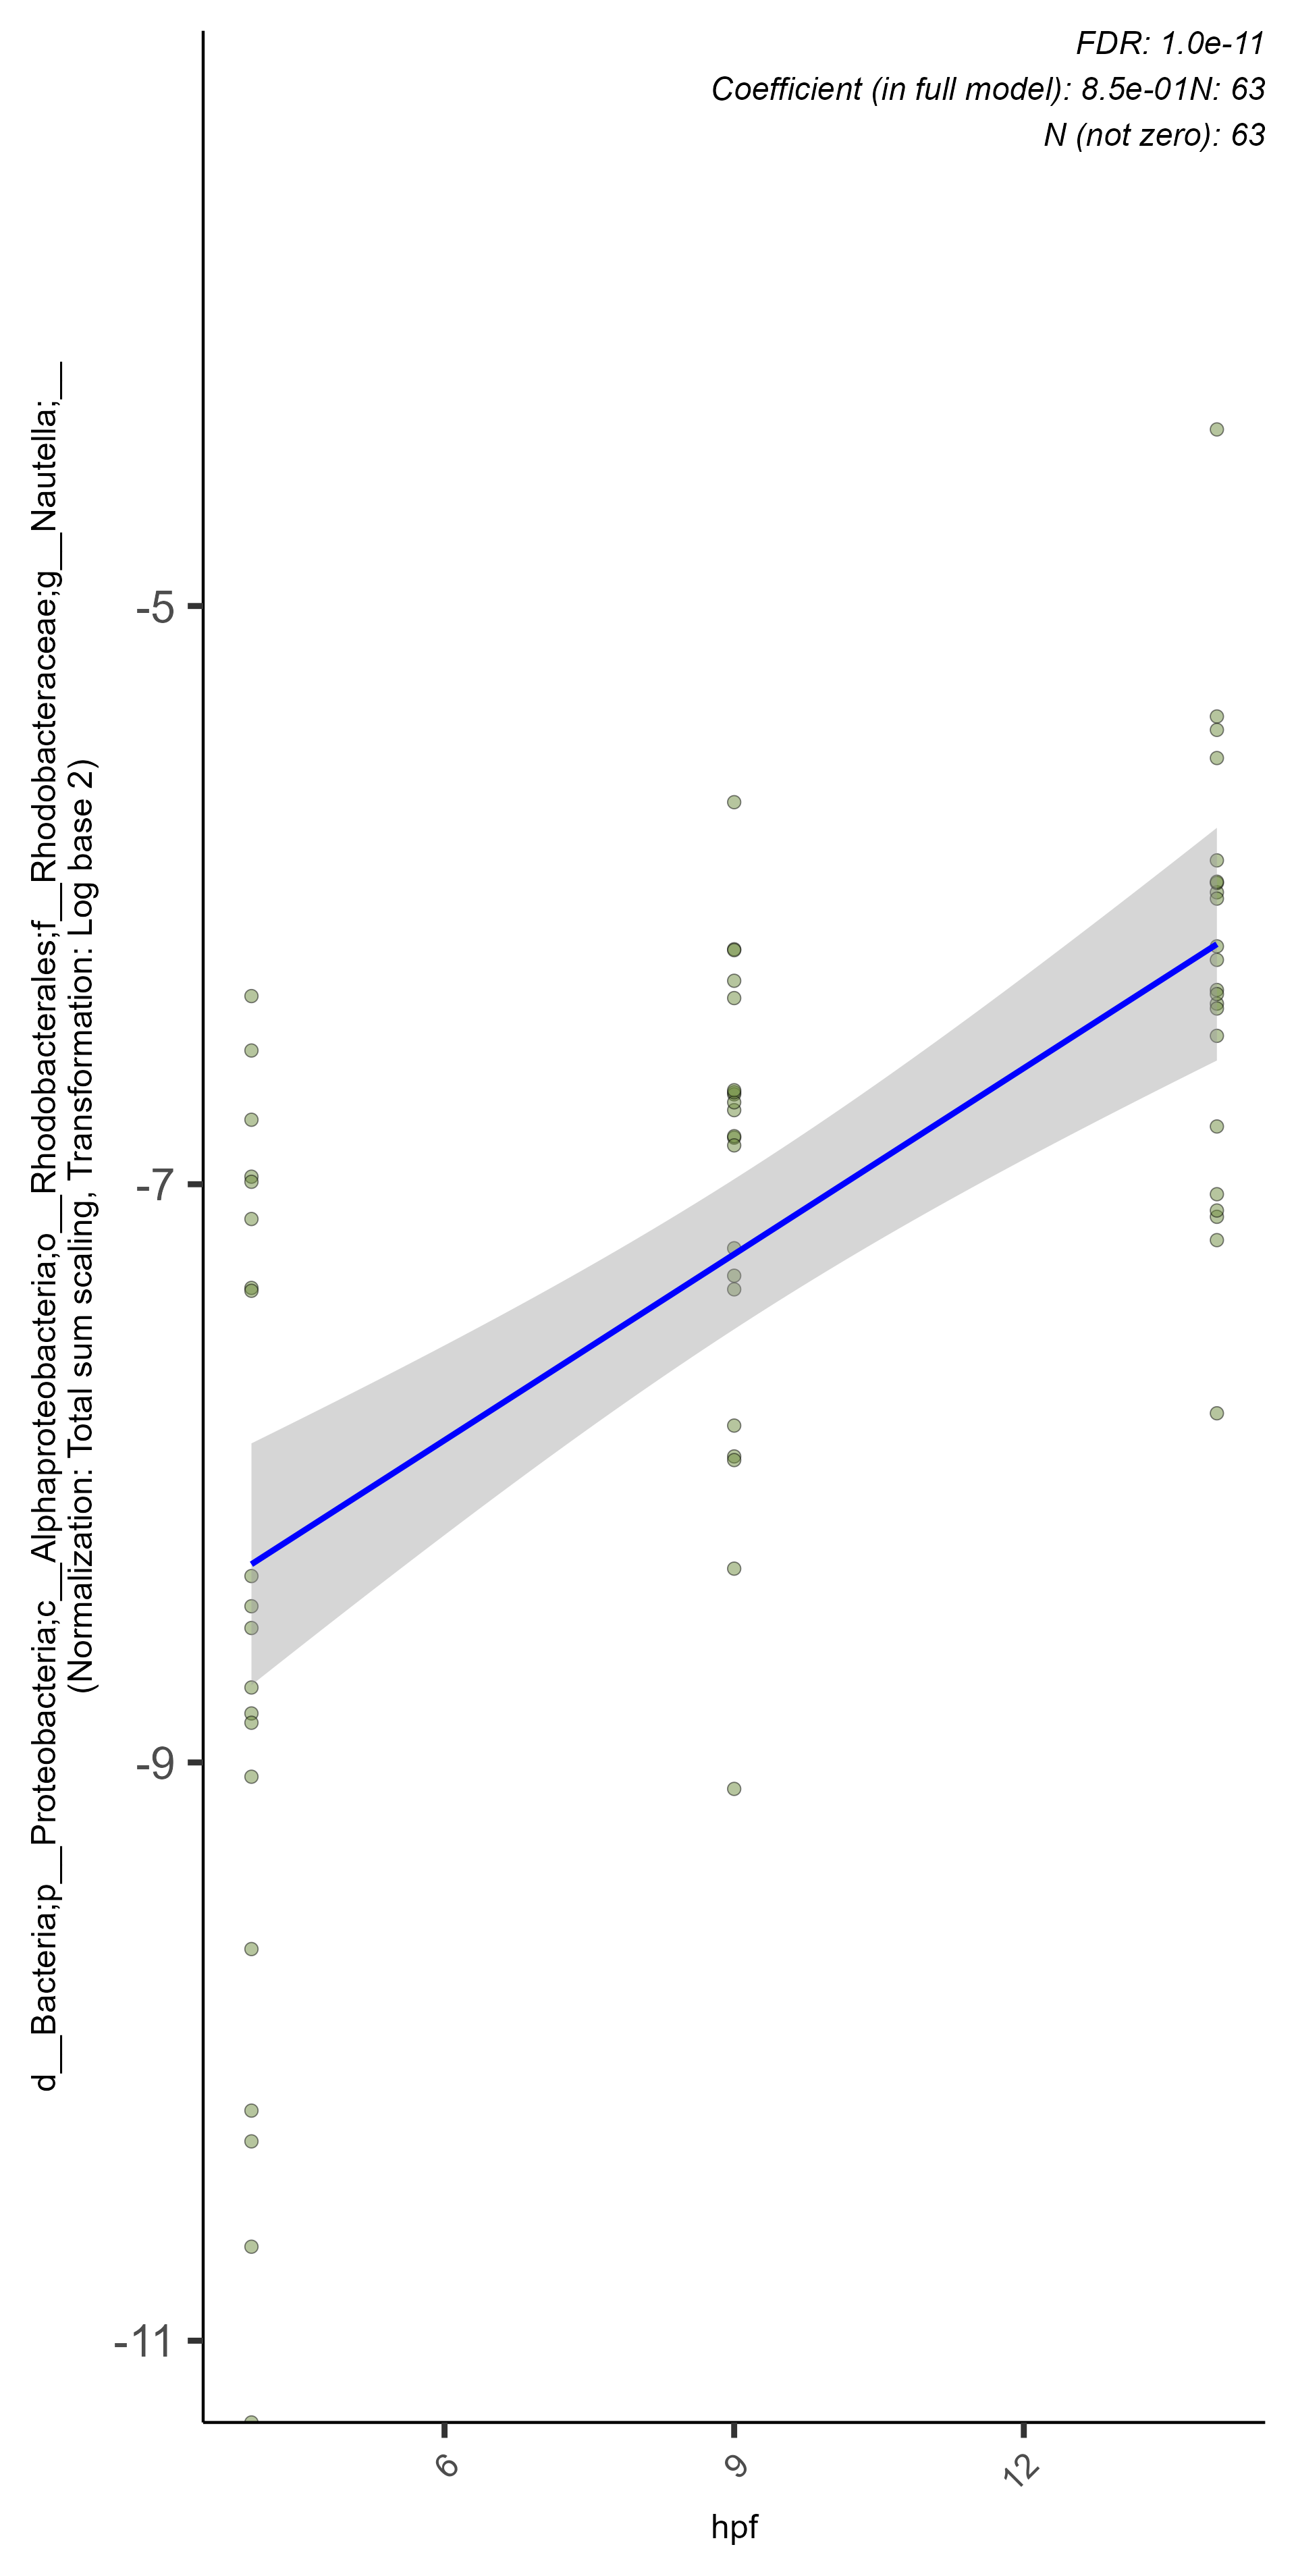 FDR: 1.0e-11
Coefficient (in full model): 8.5e-01N: 63
N (not zero): 63
d__Bacteria;p__Proteobacteria;c__Alphaproteobacteria;o__Rhodobacterales;f__Rhodobacteraceae;g__Nautella;__
(Normalization: Total sum scaling, Transformation: Log base 2)
-5
-7
-9
-11
6
9
12
hpf